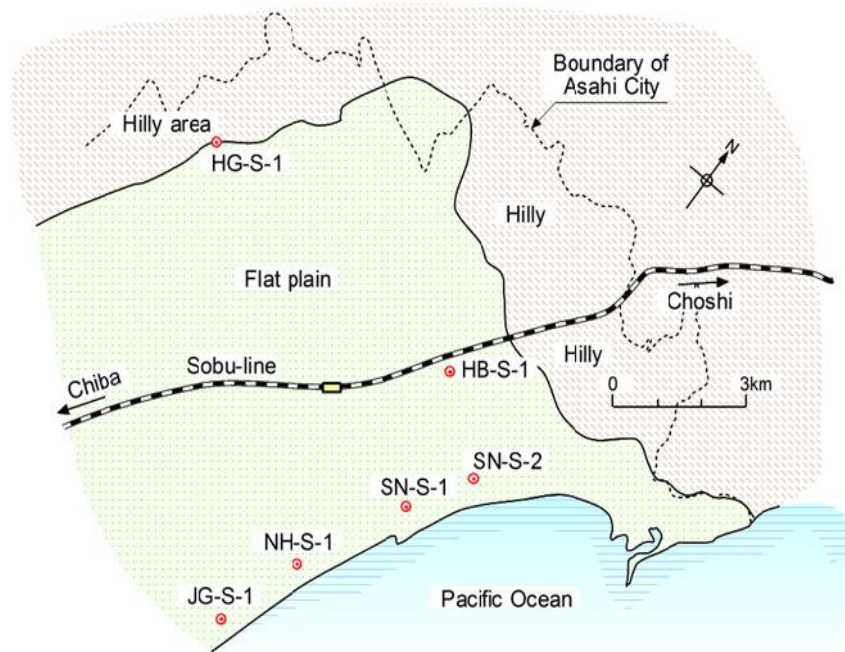 Boundary of
Asahi City
Hilly area
HG-S-1
N
Hilly
Flat plain
Choshi
Sobu-line
HB-S-1
Hilly
Chiba
0 3km
SN-S-2
SN-S-1
NH-S-1
JG-S-1
Pacific Ocean